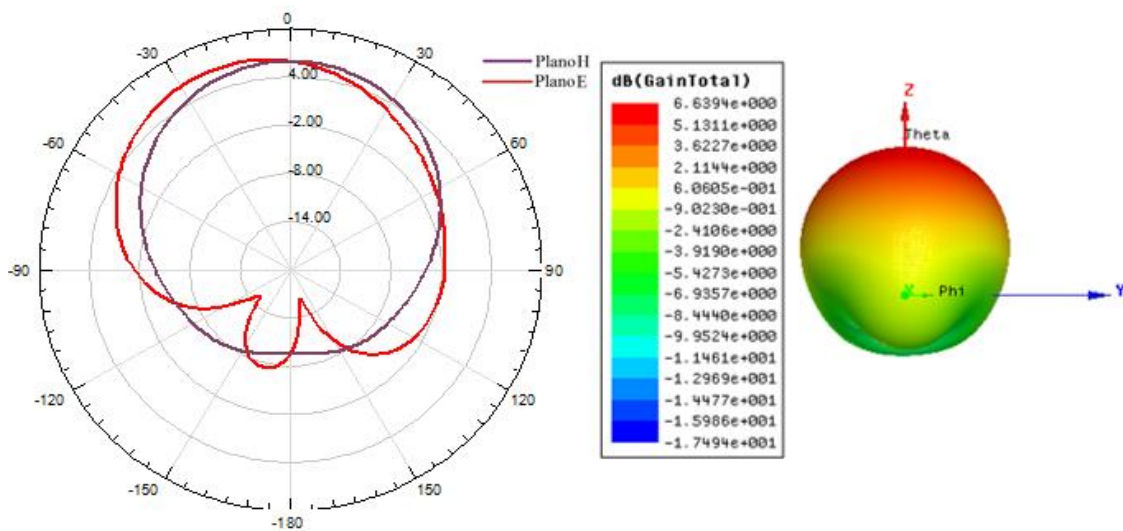 0
-30
30
-60
60
-90
90
-120
120
-150
150
-180
4.00
-2.00
-8.00
-14.00
PlanoH
PlanoE
dB(GainTotal)
6.6394e+000
5.1311e+000
3.6227e+000
2.1144e+000
6.0605e-001
-9.0230e-001
-2.4106e+000
-3.9190e+000
-5.4273e+000
-6.9357e+000
-8.4440e+000
-9.9524e+000
-1.1461e+001
-1.2969e+001
-1.4477e+001
-1.5986e+001
-1.7494e+001
Z
Theta
X
Phi
Y